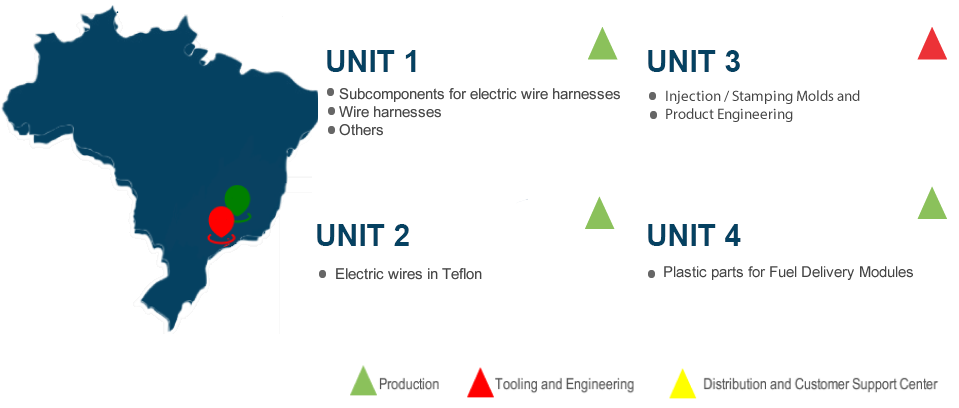 UNIT 1
• Subcomponents for electric wire harnesses
• Wire harnesses
• Others
UNIT 3
• Injection / Stamping Molds and
• Product Engineering
UNIT 2
• Electric wires in Teflon
UNIT 4
• Plastic parts for Fuel Delivery Modules
Production
Tooling and Engineering
Distribution and Customer Support Center